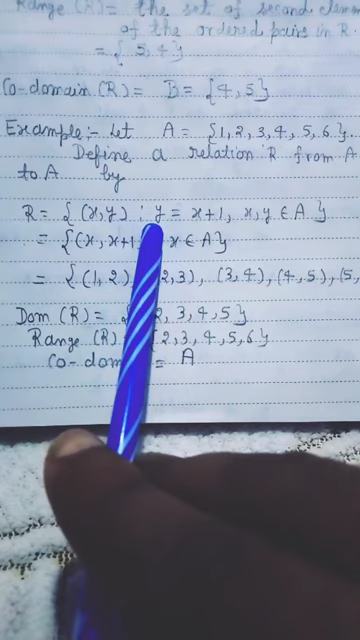 Range (R) = the set of second elemen
of the ordered pairs in R.
= { 5, 4 }
Co-domain (R) = B = {4, 5}
Example:- Let A = {1, 2, 3, 4, 5, 6}.
Define a relation R from A
to A by
R = { (x, y) : y = x+1, x, y ∈ A }
= {(x, x+1 x ∈ A}
= {(1, 2) 2, 3), (3, 4), (4, 5), (5,
Dom (R) = { 2, 3, 4, 5 }
Range (R) 2, 3, 4, 5, 6}
Co-dom = A